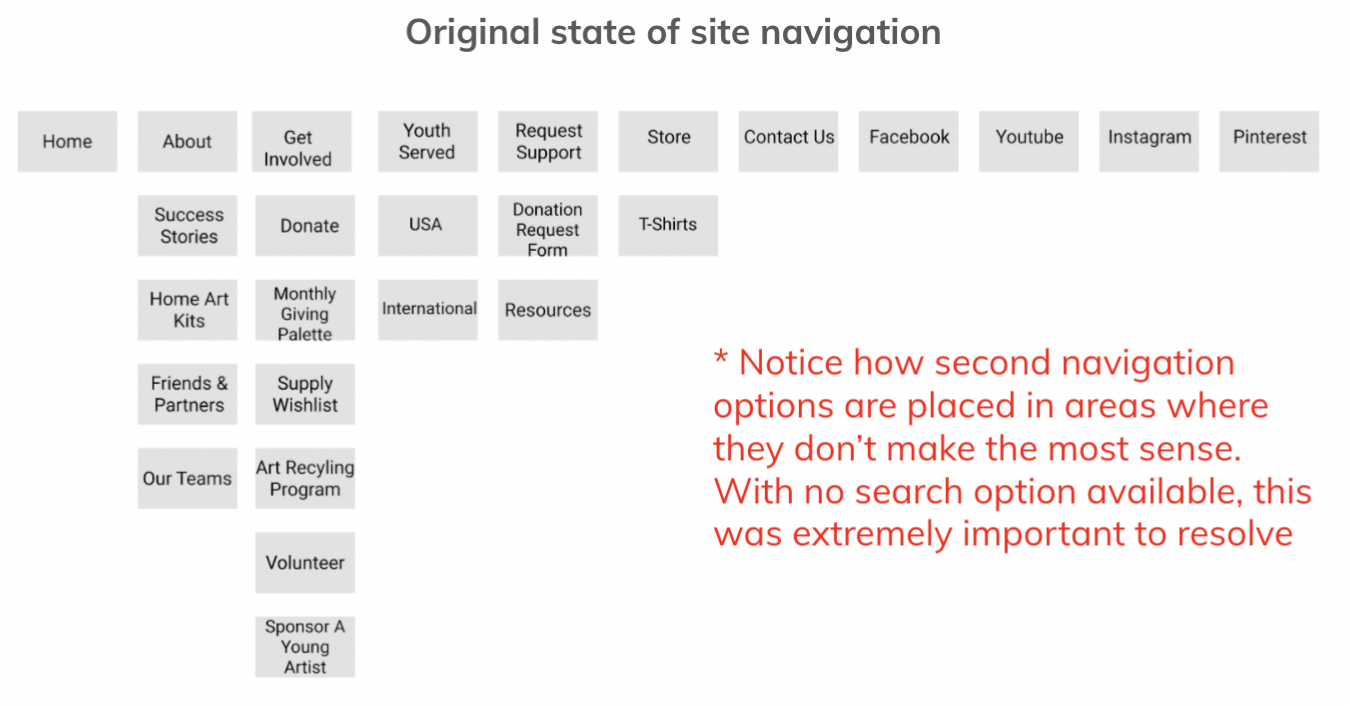 Original state of site navigation
Home
About
Get
Involved
Youth
Served
Request
Support
Store
Contact Us
Facebook
Youtube
Instagram
Pinterest
Success
Stories
Donate
USA
Donation
Request
Form
T-Shirts
Home Art
Kits
Monthly
Giving
Palette
International
Resources
Friends &
Partners
Supply
Wishlist
Our Teams
Art Recyling
Program
Volunteer
Sponsor A
Young
Artist
* Notice how second navigation
options are placed in areas where
they don’t make the most sense.
With no search option available, this
was extremely important to resolve